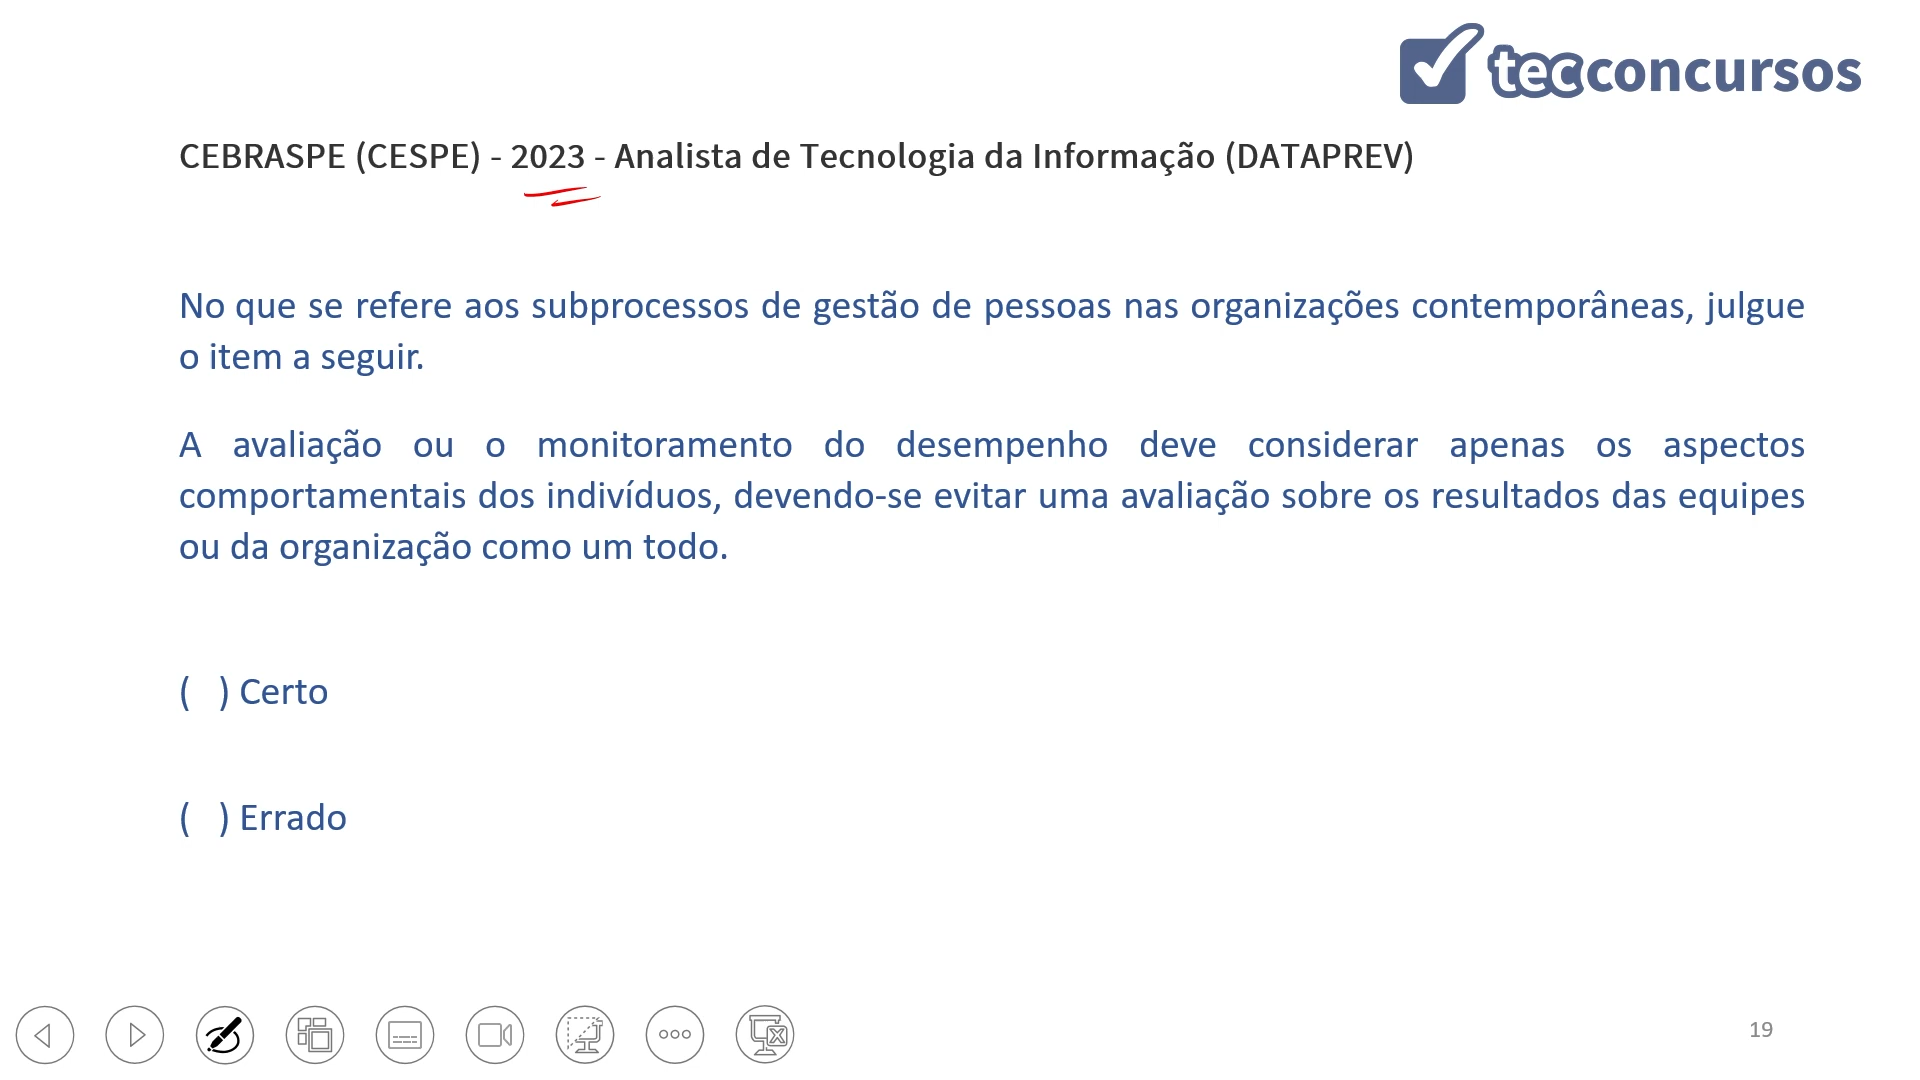 tecconcursos
CEBRASPE (CESPE) - 2023 - Analista de Tecnologia da Informação (DATAPREV)
No que se refere aos subprocessos de gestão de pessoas nas organizações contemporâneas, julgue
o item a seguir.
A avaliação ou o monitoramento do desempenho deve considerar apenas os aspectos
comportamentais dos indivíduos, devendo-se evitar uma avaliação sobre os resultados das equipes
ou da organização como um todo.
( ) Certo
( ) Errado
19